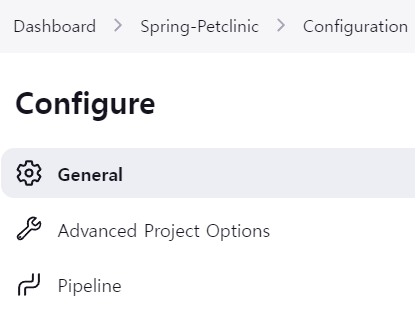 Dashboard > Spring-Petclinic > Configuration
Configure
General
Advanced Project Options
Pipeline